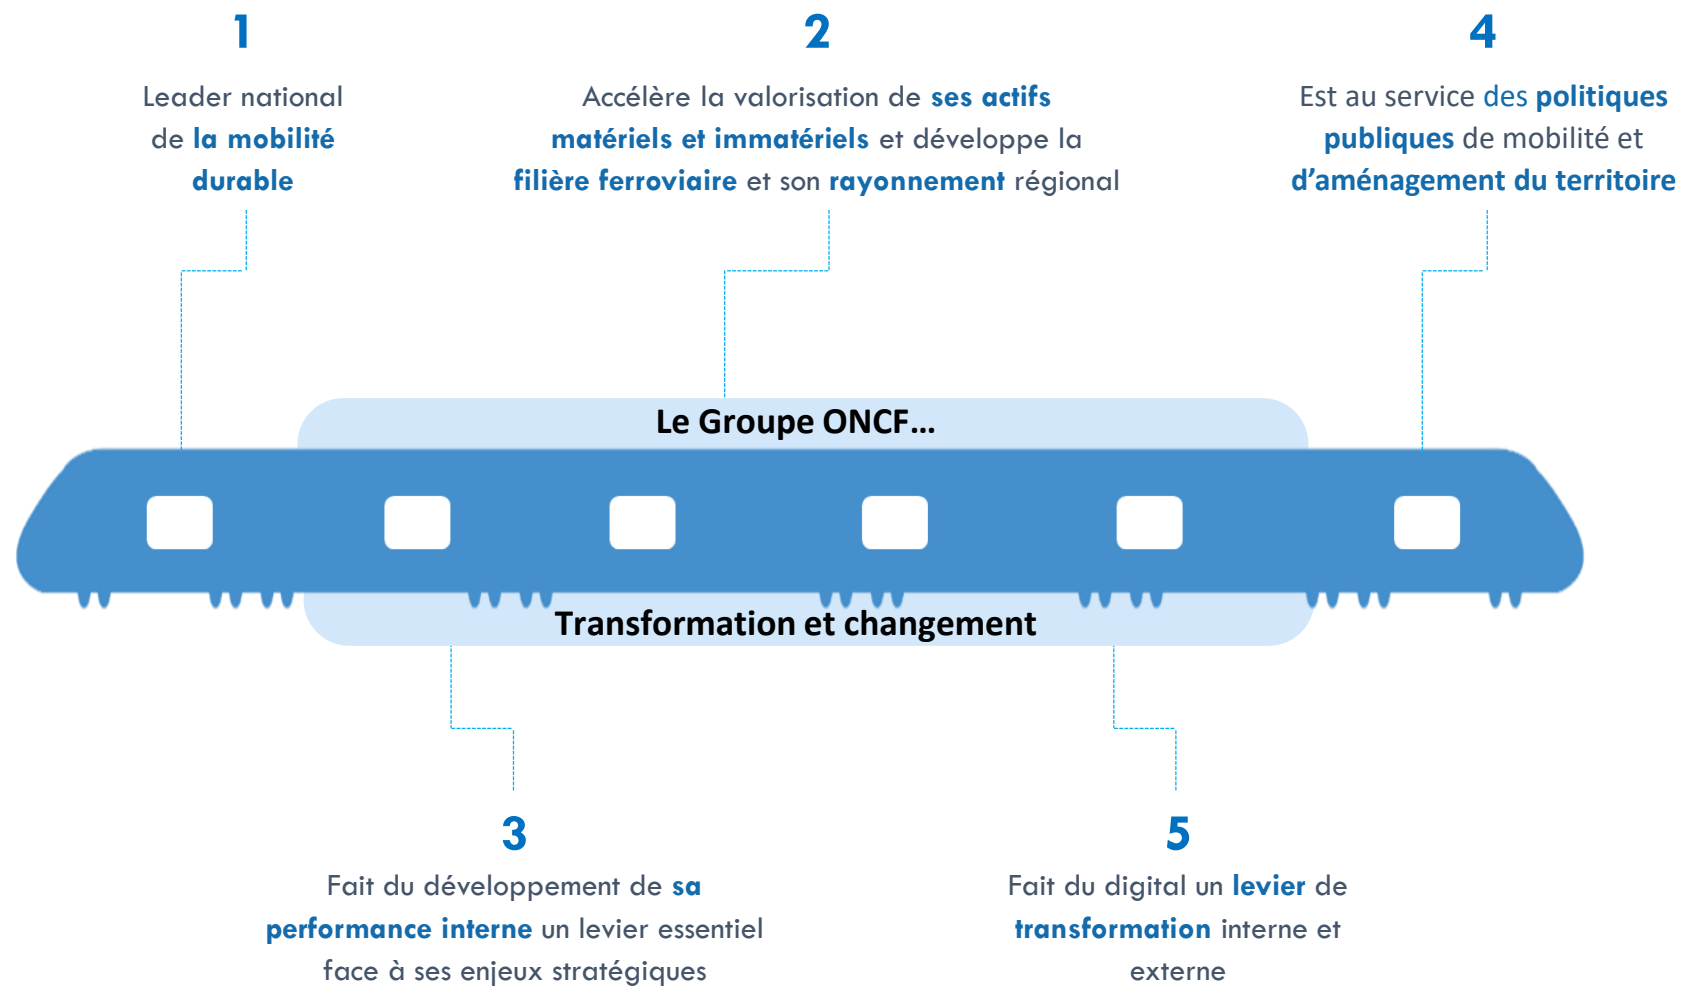 1
Leader national
de la mobilité
durable
2
Accélère la valorisation de ses actifs
matériels et immatériels et développe la
filière ferroviaire et son rayonnement régional
4
Est au service des politiques
publiques de mobilité et
d’aménagement du territoire
Le Groupe ONCF...
Transformation et changement
3
Fait du développement de sa
performance interne un levier essentiel
face à ses enjeux stratégiques
5
Fait du digital un levier de
transformation interne et
externe